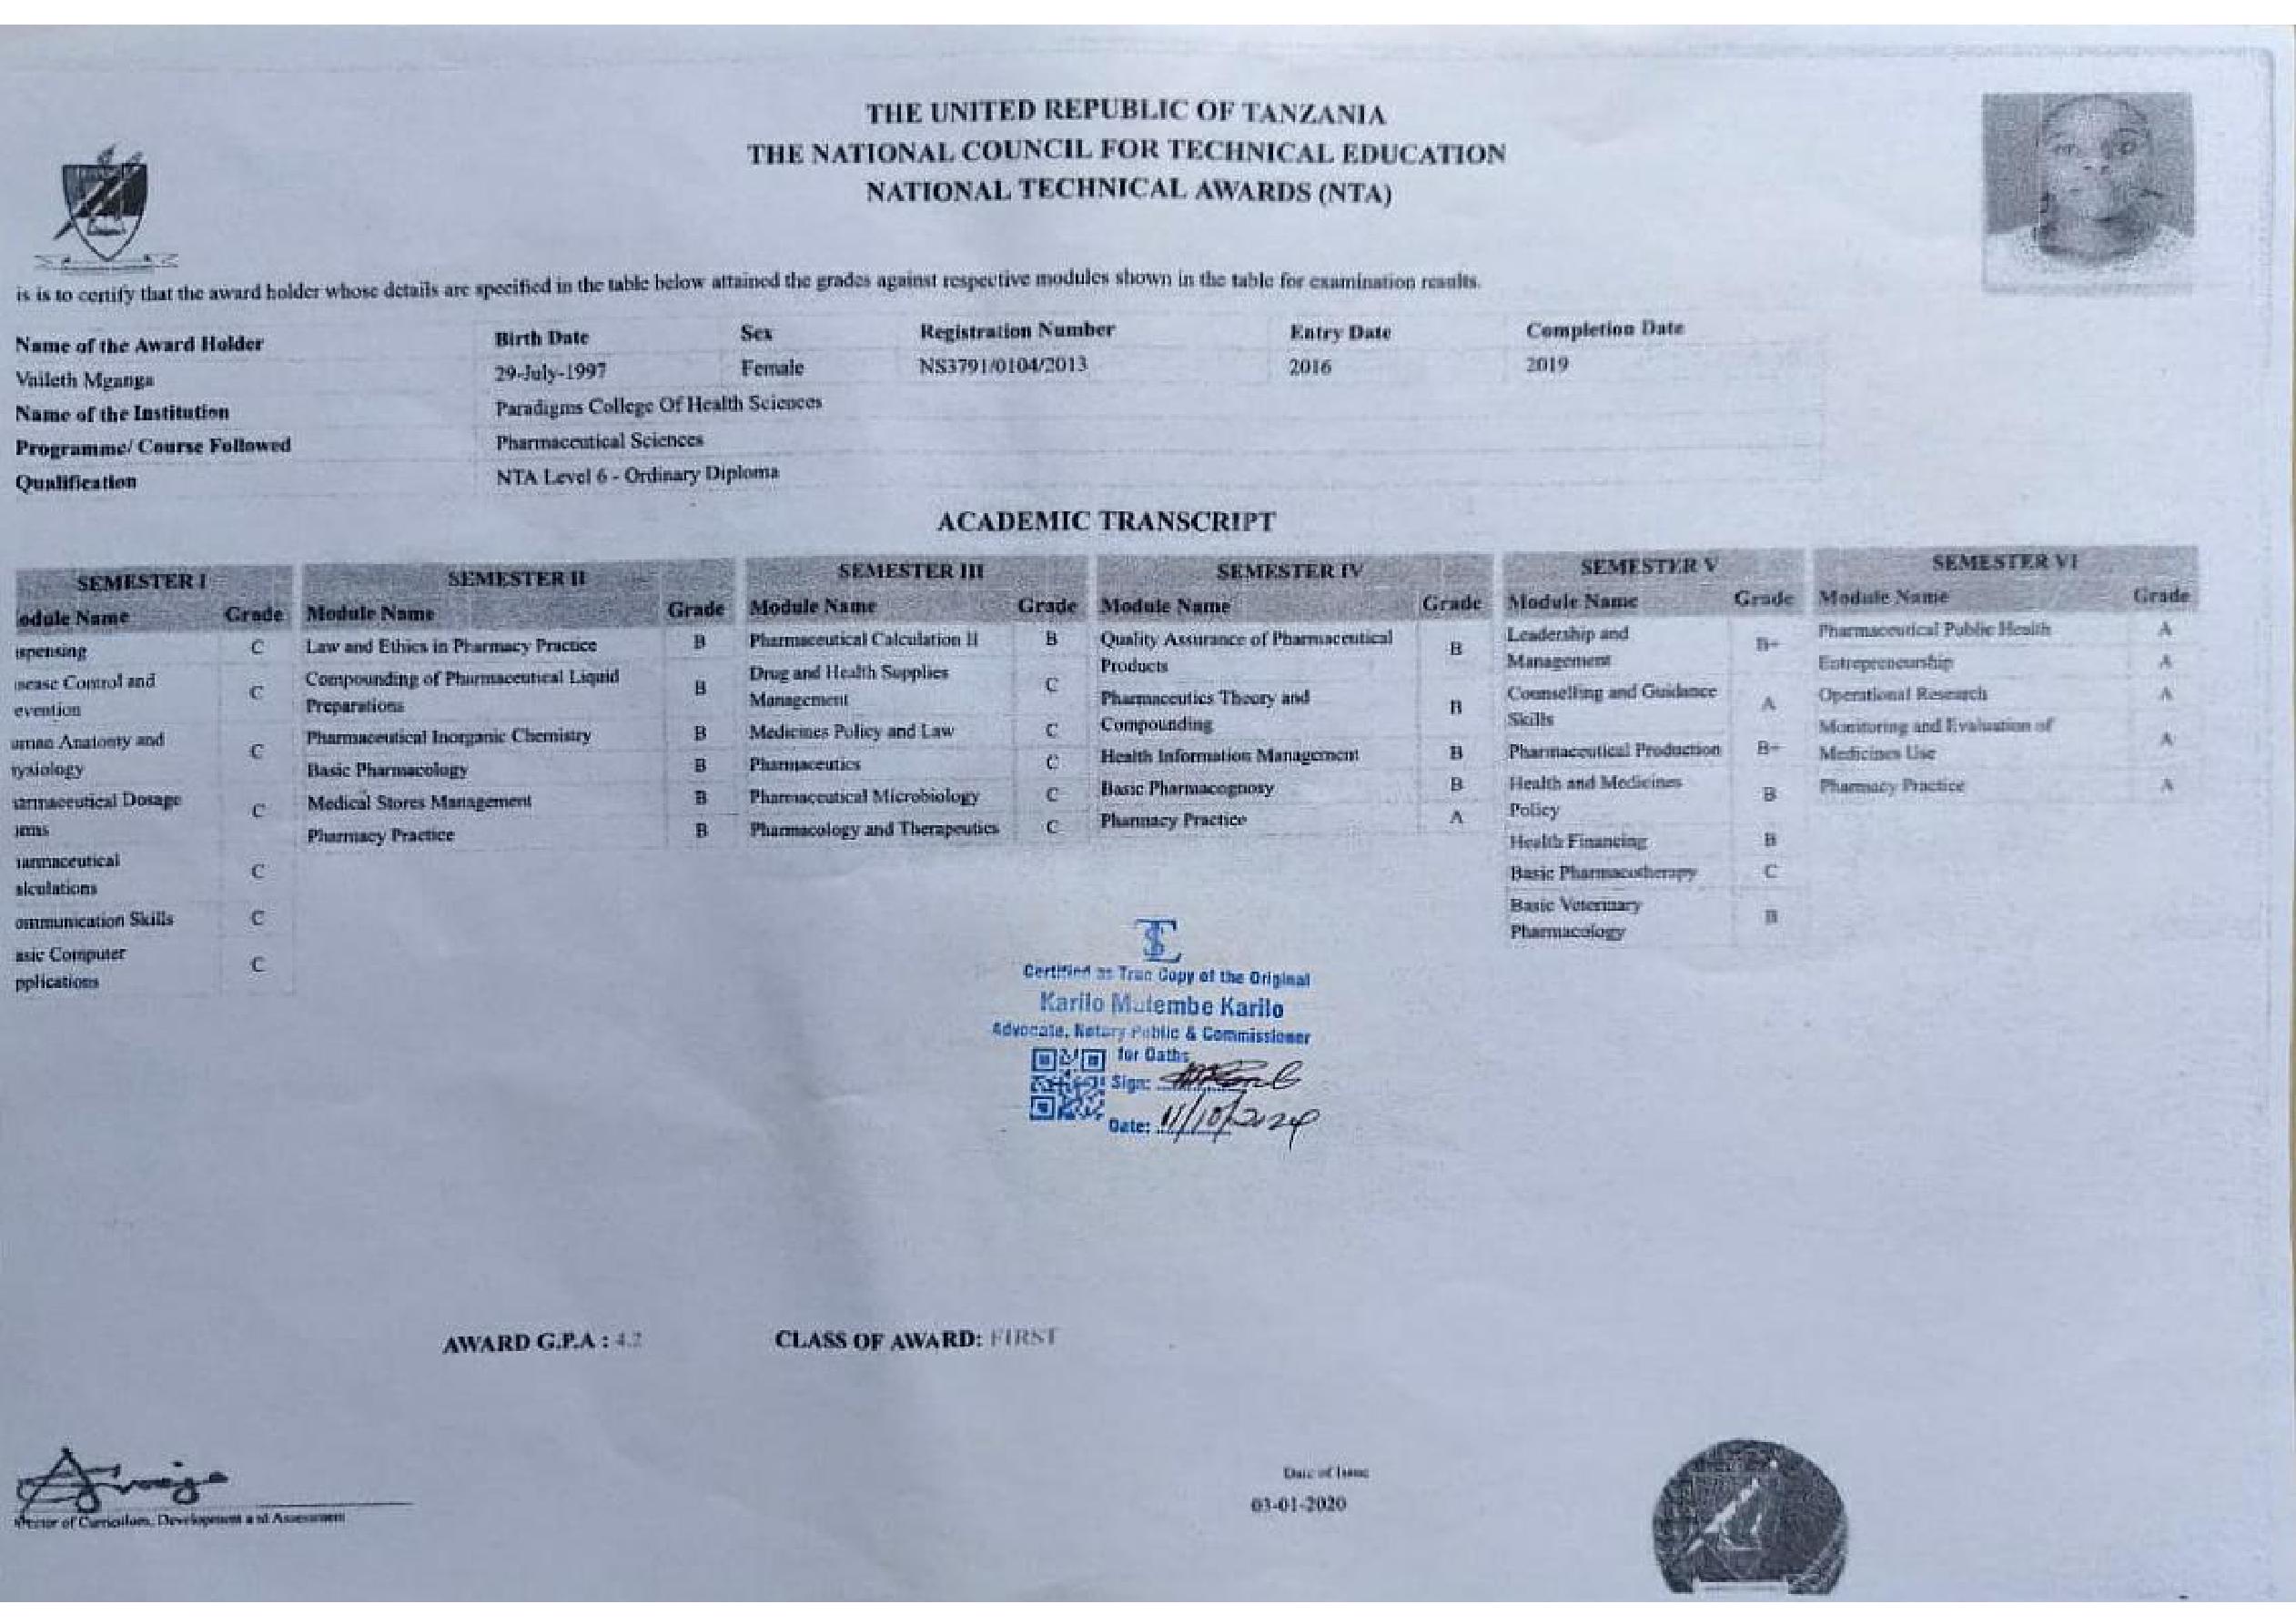 THE UNITED REPUBLIC OF TANZANIA
THE NATIONAL COUNCIL FOR TECHNICAL EDUCATION
NATIONAL TECHNICAL AWARDS (NTA)
is is to certify that the award holder whose details are specified in the table below attained the grades against respective modules shown in the table for examination results.
Name of the Award Holder Birth Date Sex Registration Number Entry Date Completion Date
Vaileth Mganga 29-July-1997 Female NS3791/0104/2013 2016 2019
Name of the Institution Paradigms College Of Health Sciences
Programme/ Course Followed Pharmaceutical Sciences
Qualification NTA Level 6 - Ordinary Diploma
ACADEMIC TRANSCRIPT
SEMESTER I
odule Name Grade
ispensing C
isease Control and
evention C
uman Anatomy and
nysiology C
armaceutical Dosage
orms C
armaceutical
alculations C
ommunication Skills C
asic Computer
pplications C
SEMESTER II
Module Name Grade
Law and Ethics in Pharmacy Practice B
Compounding of Pharmaceutical Liquid
Preparations B
Pharmaceutical Inorganic Chemistry B
Basic Pharmacology B
Medical Stores Management B
Pharmacy Practice B
SEMESTER III
Module Name Grade
Pharmaceutical Calculation II B
Drug and Health Supplies
Management C
Medicines Policy and Law C
Pharmaceutics C
Pharmaceutical Microbiology C
Pharmacology and Therapeutics C
SEMESTER IV
Module Name Grade
Quality Assurance of Pharmaceutical
Products B
Pharmaceutics Theory and
Compounding B
Health Information Management B
Basic Pharmacognosy B
Pharmacy Practice A
SEMESTER V
Module Name Grade
Leadership and
Management B+
Counselling and Guidance
Skills A
Pharmaceutical Production B+
Health and Medicines
Policy B
Health Financing B
Basic Pharmacotherapy C
Basic Veterinary
Pharmacology B
SEMESTER VI
Module Name Grade
Pharmaceutical Public Health A
Entrepreneurship A
Operational Research A
Monitoring and Evaluation of
Medicines Use A
Pharmacy Practice A
Certified as True Copy of the Original
Karilo Mulembe Karilo
Advocate, Notary Public & Commissioner
for Oaths
Sign:
Date: 11/10/2024
AWARD G.P.A : 4.2 CLASS OF AWARD: FIRST
Date of Issue
03-01-2020
of Curriculum, Development and Assessment